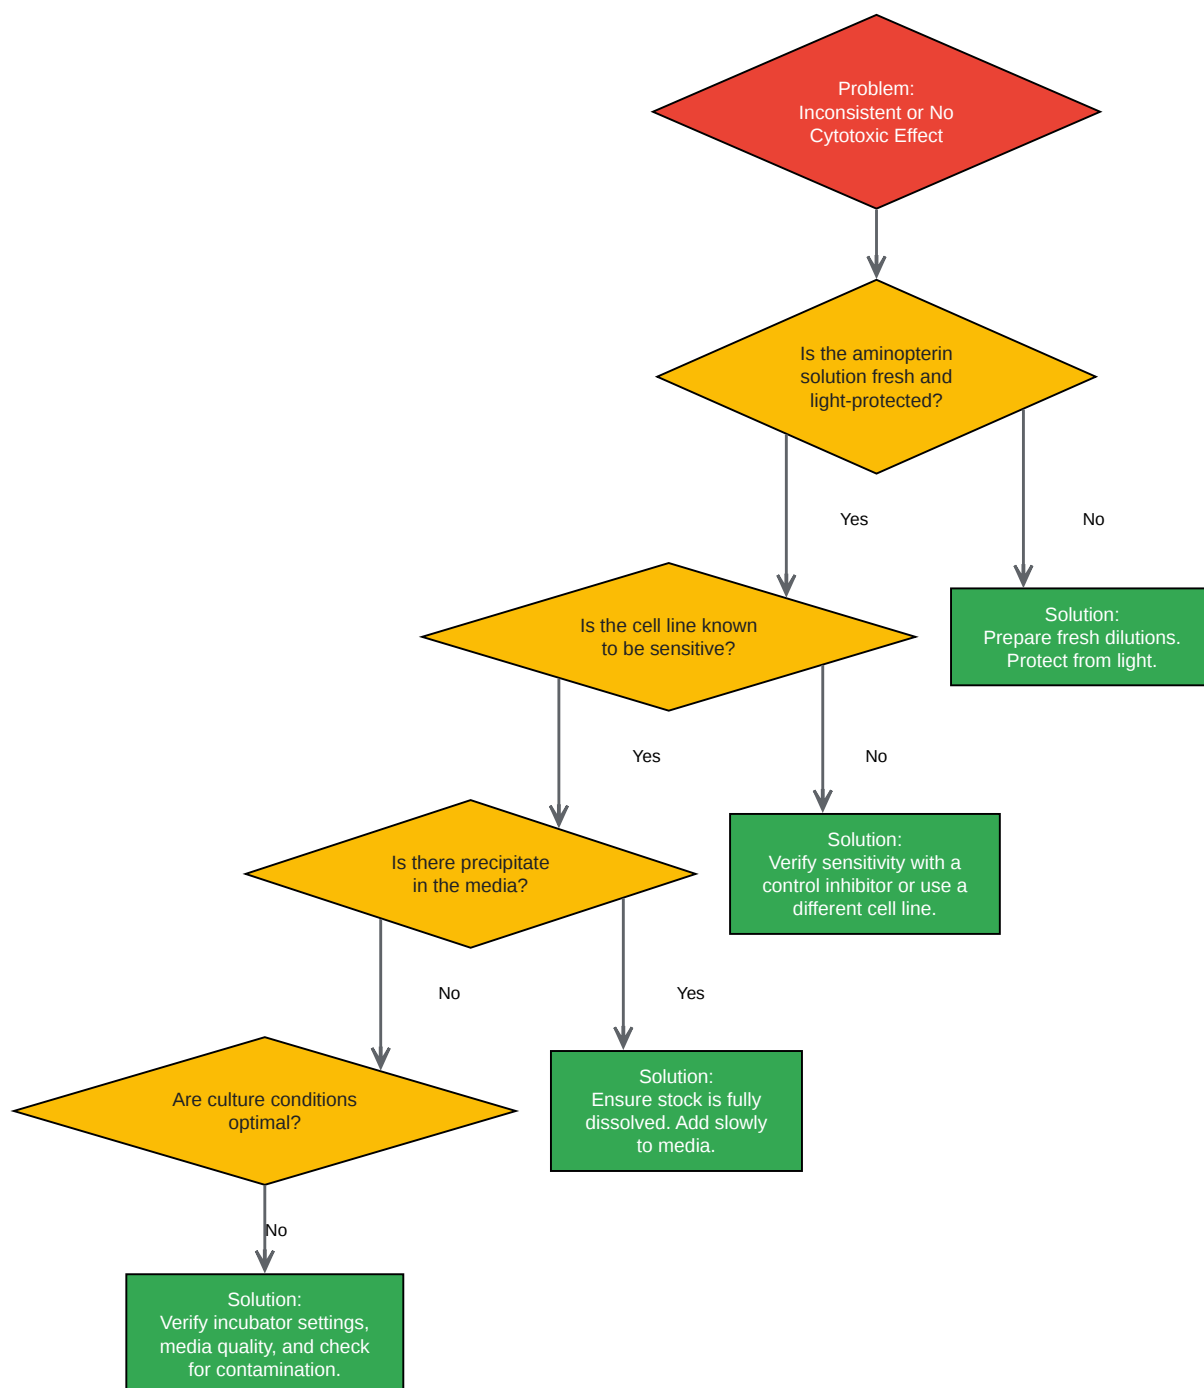 Problem:
Inconsistent or No
Cytotoxic Effect
Is the aminopterin
solution fresh and
light-protected?
Yes
No
Is the cell line known
to be sensitive?
Solution:
Prepare fresh dilutions.
Protect from light.
Yes
No
Is there precipitate
in the media?
Solution:
Verify sensitivity with a
control inhibitor or use a
different cell line.
No
Yes
Are culture conditions
optimal?
Solution:
Ensure stock is fully
dissolved. Add slowly
to media.
No
Solution:
Verify incubator settings,
media quality, and check
for contamination.